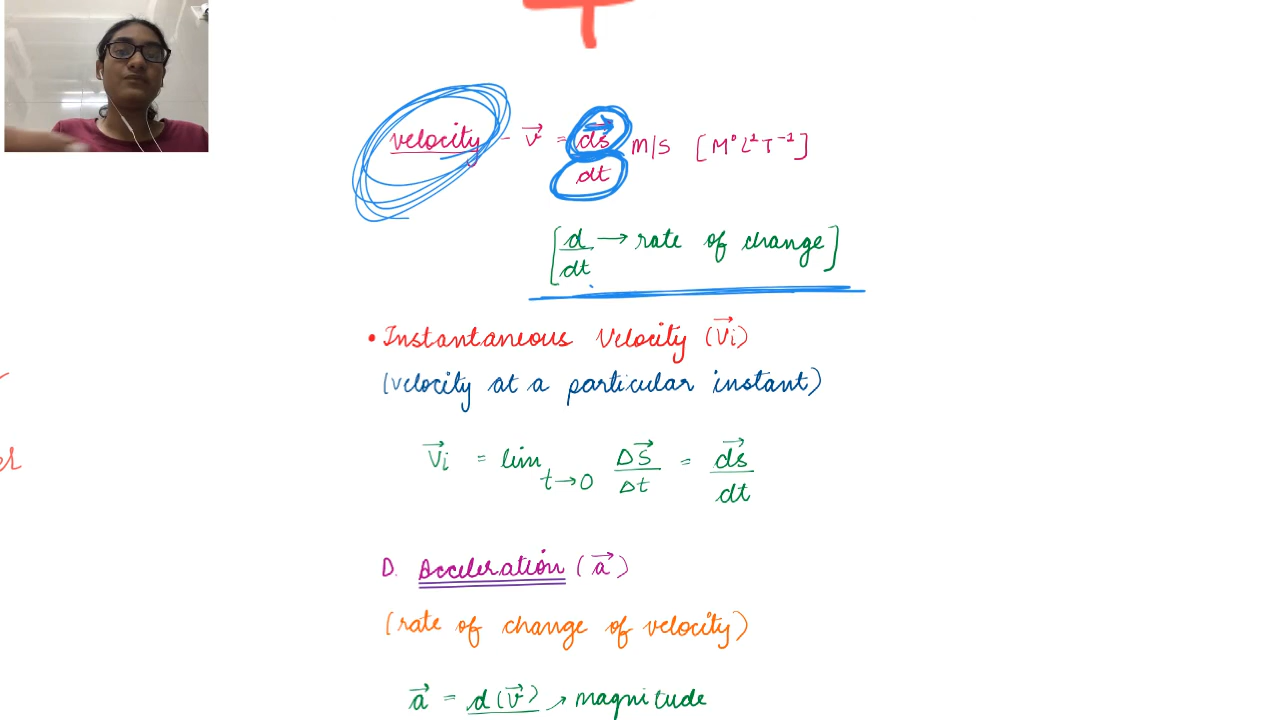 velocity - v⃗ = ds⃗/dt m/s [M⁰L¹T⁻¹]
[d/dt → rate of change]
• Instantaneous Velocity (v⃗i)
(velocity at a particular instant)
v⃗i = lim t→0 Δs⃗/Δt = ds⃗/dt
D. Acceleration (a⃗)
(rate of change of velocity)
a⃗ = d(v⃗) → magnitude